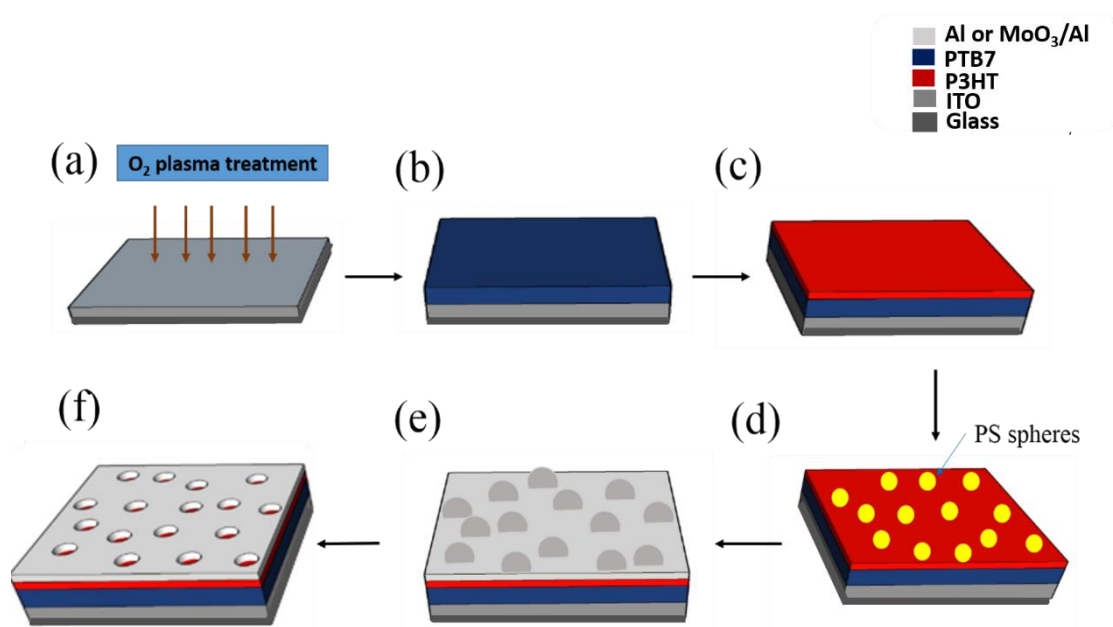 Al or MoO₃/Al
PTB7
P3HT
ITO
Glass
(a)
O₂ plasma treatment
(b)
(c)
(f)
(e)
(d)
PS spheres